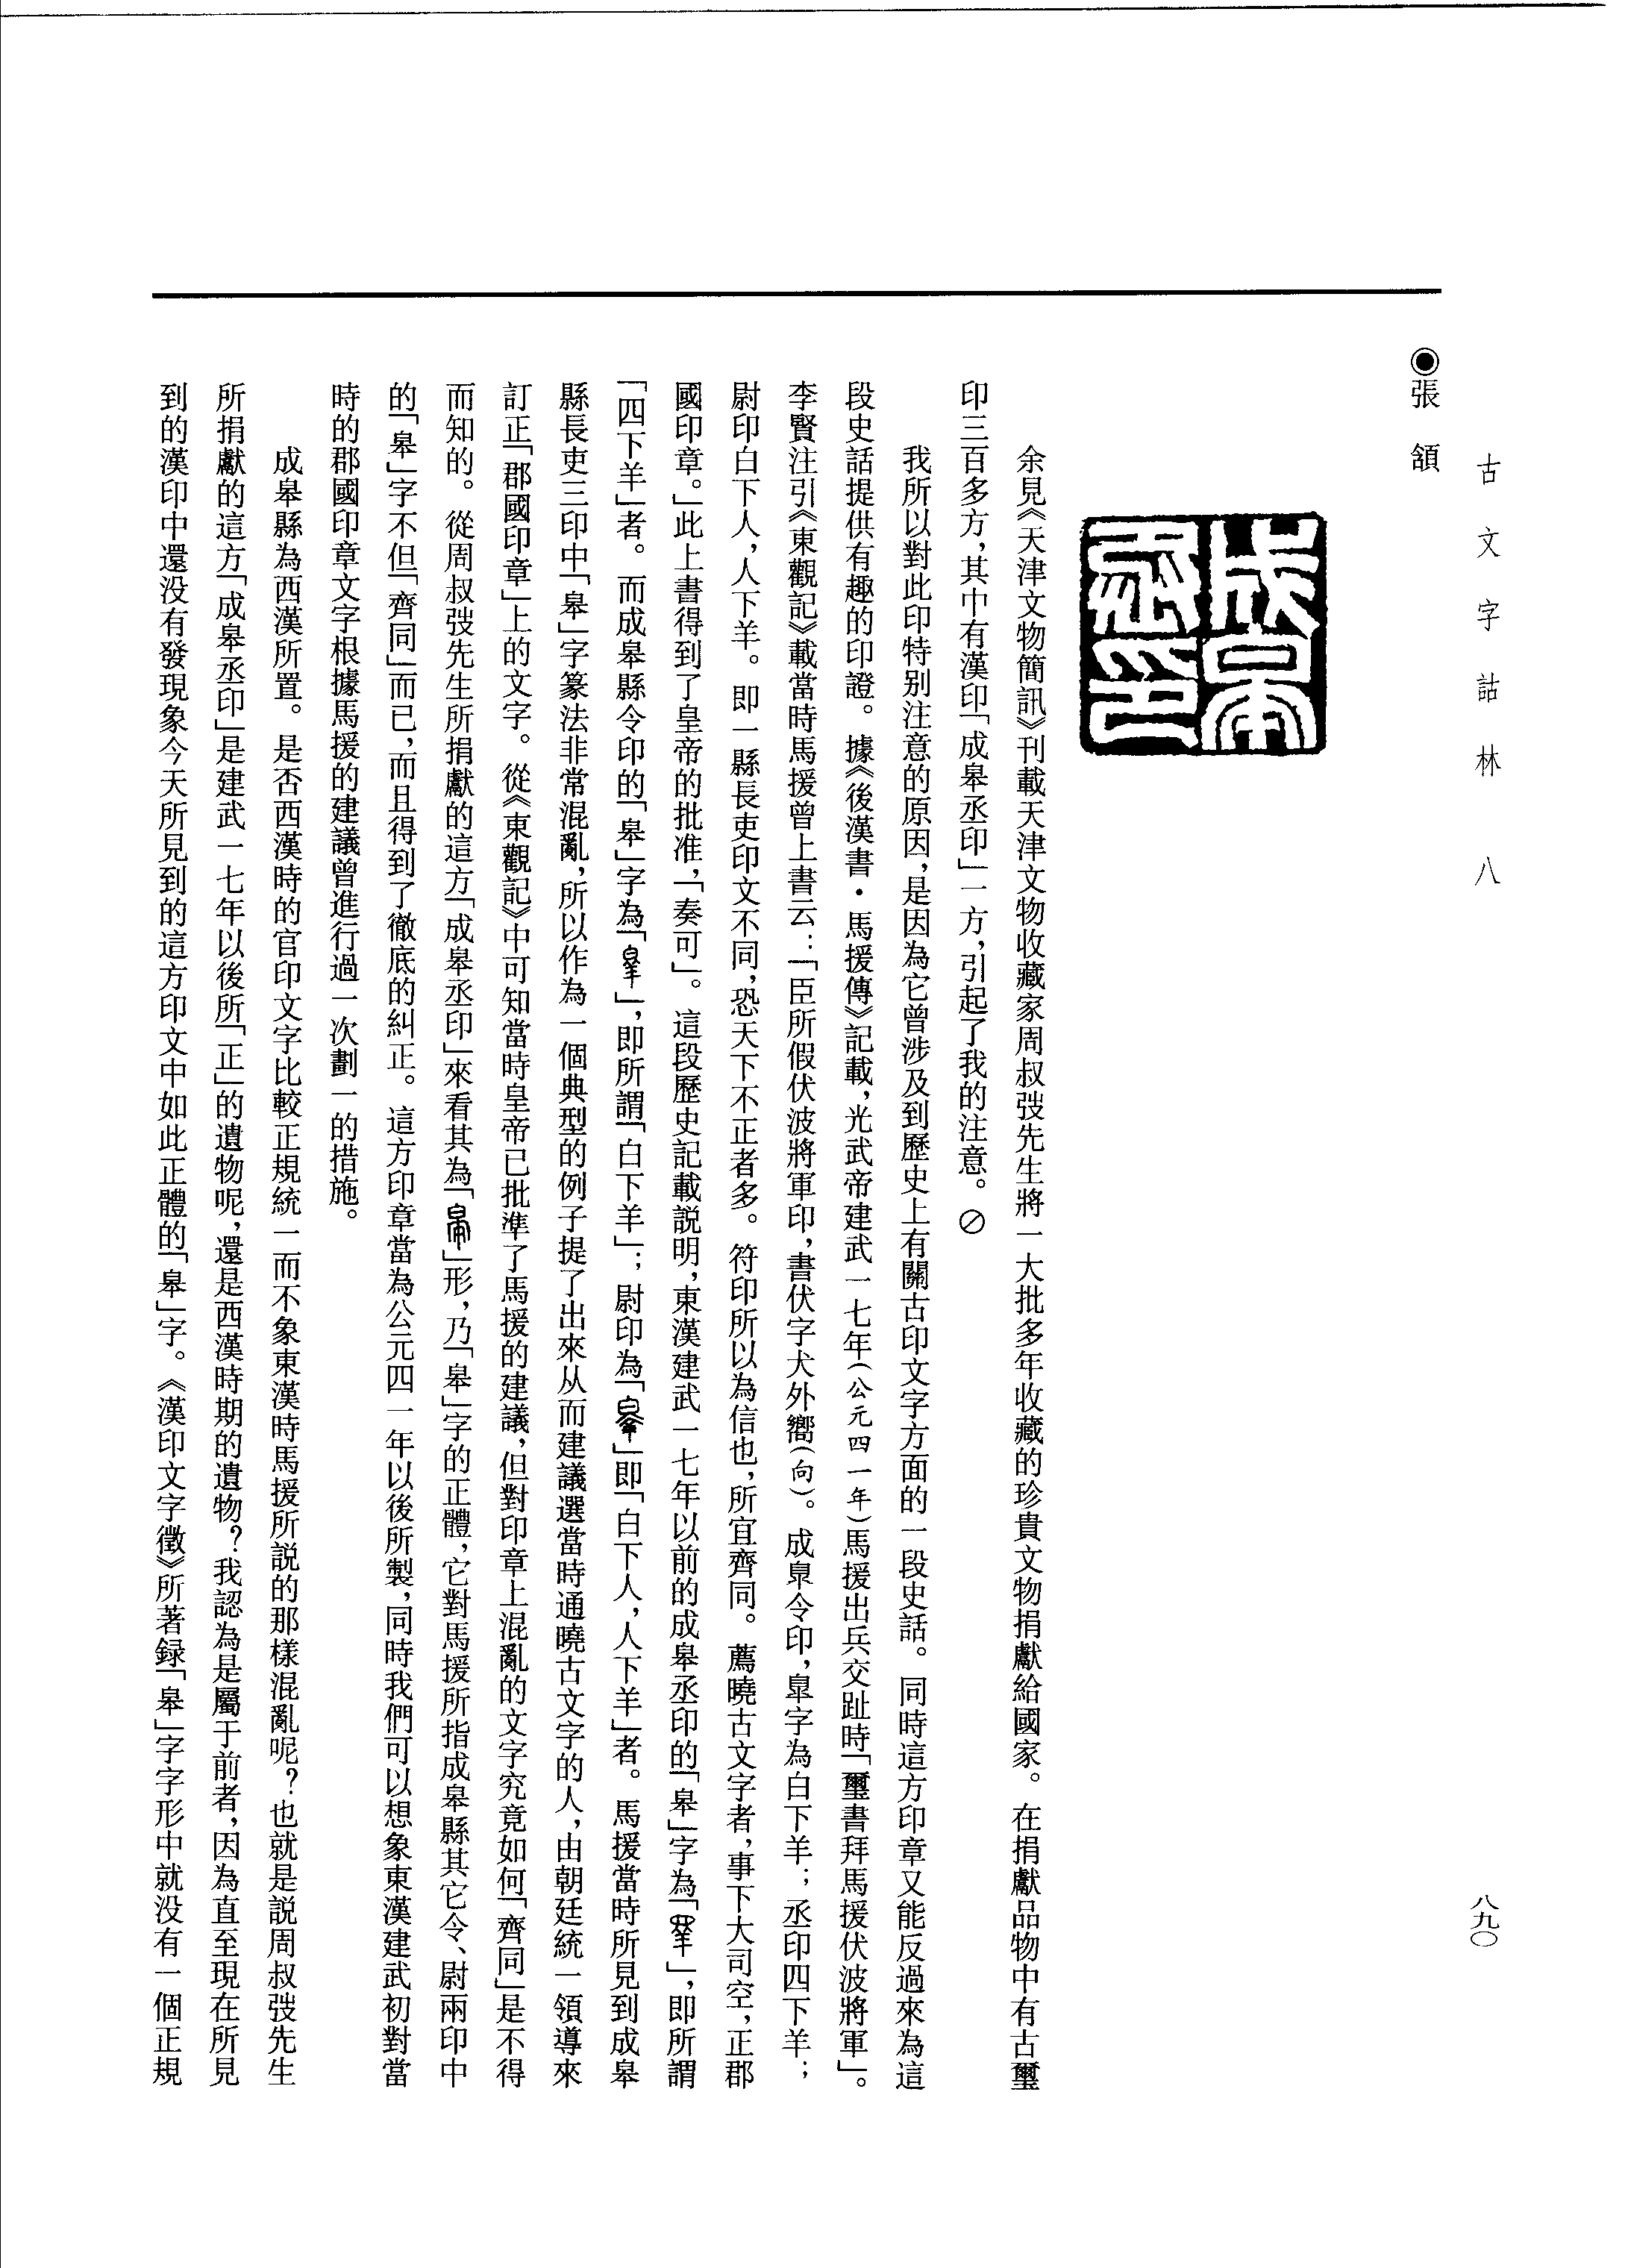 古文字詁林　八
八九〇
◉張　頷
成皋丞印
余見《天津文物簡訊》刊載天津文物收藏家周叔弢先生將一大批多年收藏的珍貴文物捐獻給國家。在捐獻品物中有古璽
印三百多方，其中有漢印「成皋丞印」一方，引起了我的注意。⊘
我所以對此印特别注意的原因，是因為它曾涉及到歷史上有關古印文字方面的一段史話。同時這方印章又能反過來為這
段史話提供有趣的印證。據《後漢書・馬援傳》記載，光武帝建武一七年（公元四一年）馬援出兵交趾時「璽書拜馬援伏波將軍」。
李賢注引《東觀記》載當時馬援曾上書云：「臣所假伏波將軍印，書伏字犬外嚮（向）。成皋令印，皋字為白下羊；丞印四下羊；
尉印白下人，人下羊。即一縣長吏印文不同，恐天下不正者多。符印所以為信也，所宜齊同。薦曉古文字者，事下大司空，正郡
國印章。」此上書得到了皇帝的批准，「奏可」。這段歷史記載説明，東漢建武一七年以前的成皋丞印的「皋」字為「」，即所謂
「四下羊」者。而成皋縣令印的「皋」字為「」，即所謂「白下羊」；尉印為「」即「白下人，人下羊」者。馬援當時所見到成皋
縣長吏三印中「皋」字篆法非常混亂，所以作為一個典型的例子提了出來从而建議選當時通曉古文字的人，由朝廷統一領導來
訂正「郡國印章」上的文字。從《東觀記》中可知當時皇帝已批準了馬援的建議，但對印章上混亂的文字究竟如何「齊同」是不得
而知的。從周叔弢先生所捐獻的這方「成皋丞印」來看其為「」形，乃「皋」字的正體，它對馬援所指成皋縣其它令、尉兩印中
的「皋」字不但「齊同」而已，而且得到了徹底的糾正。這方印章當為公元四一年以後所製，同時我們可以想象東漢建武初對當
時的郡國印章文字根據馬援的建議曾進行過一次劃一的措施。
成皋縣為西漢所置。是否西漢時的官印文字比較正規統一而不象東漢時馬援所説的那樣混亂呢？也就是説周叔弢先生
所捐獻的這方「成皋丞印」是建武一七年以後所「正」的遺物呢，還是西漢時期的遺物？我認為是屬于前者，因為直至現在所見
到的漢印中還没有發現象今天所見到的這方印文中如此正體的「皋」字。《漢印文字徵》所著録「皋」字字形中就没有一個正規